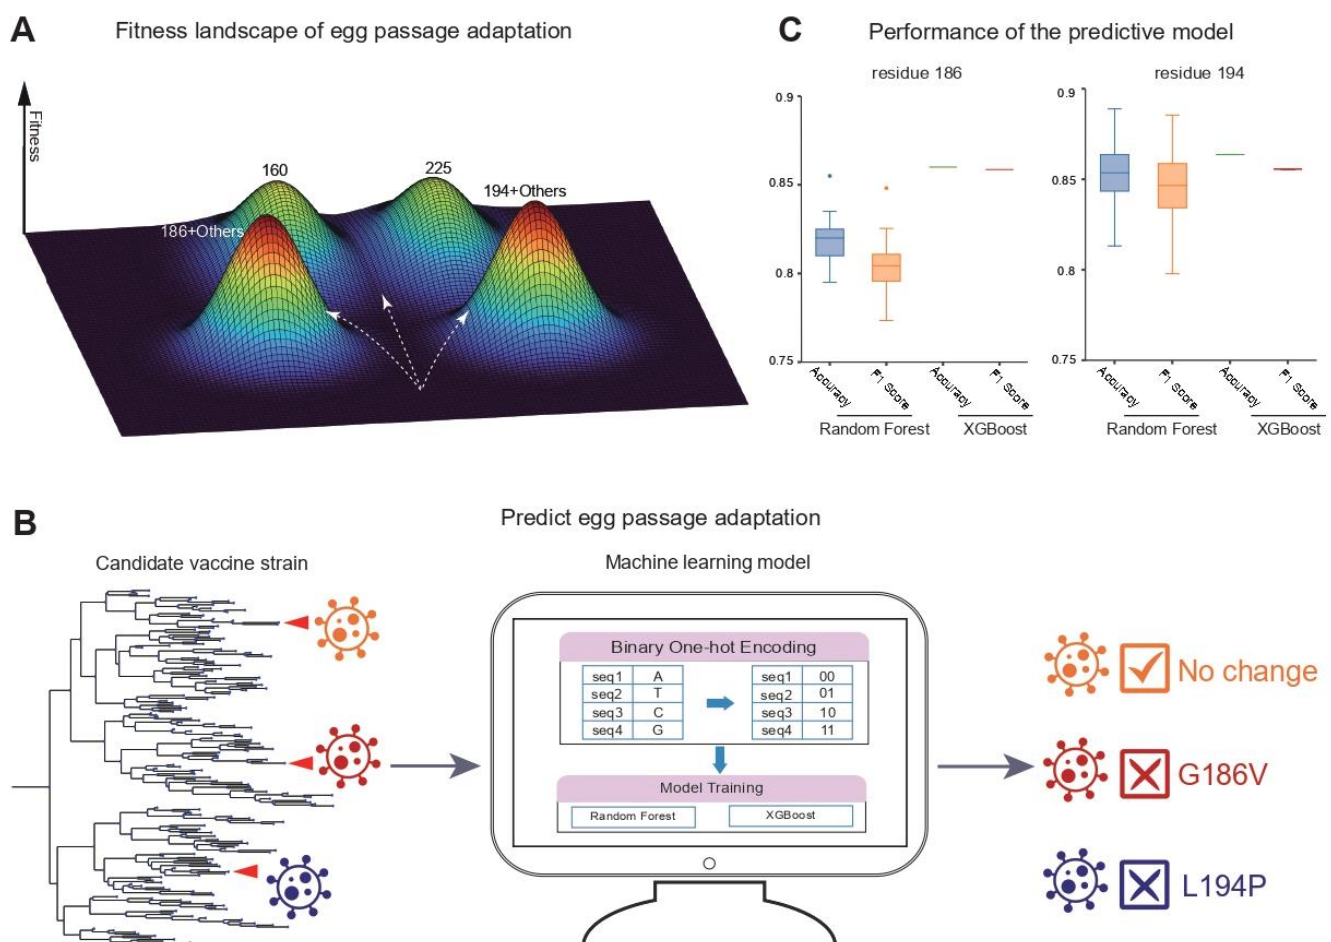 A
Fitness landscape of egg passage adaptation
Fitness
160
225
194+Others
186+Others
C
Performance of the predictive model
residue 186
0.9
0.85
0.8
0.75
Accuracy
F1 Score
Accuracy
F1 Score
Random Forest
XGBoost
residue 194
0.9
0.85
0.8
0.75
Accuracy
F1 Score
Accuracy
F1 Score
Random Forest
XGBoost
B
Predict egg passage adaptation
Candidate vaccine strain
Machine learning model
Binary One-hot Encoding
seq1 A
seq2 T
seq3 C
seq4 G
seq1 00
seq2 01
seq3 10
seq4 11
Model Training
Random Forest
XGBoost
No change
G186V
L194P